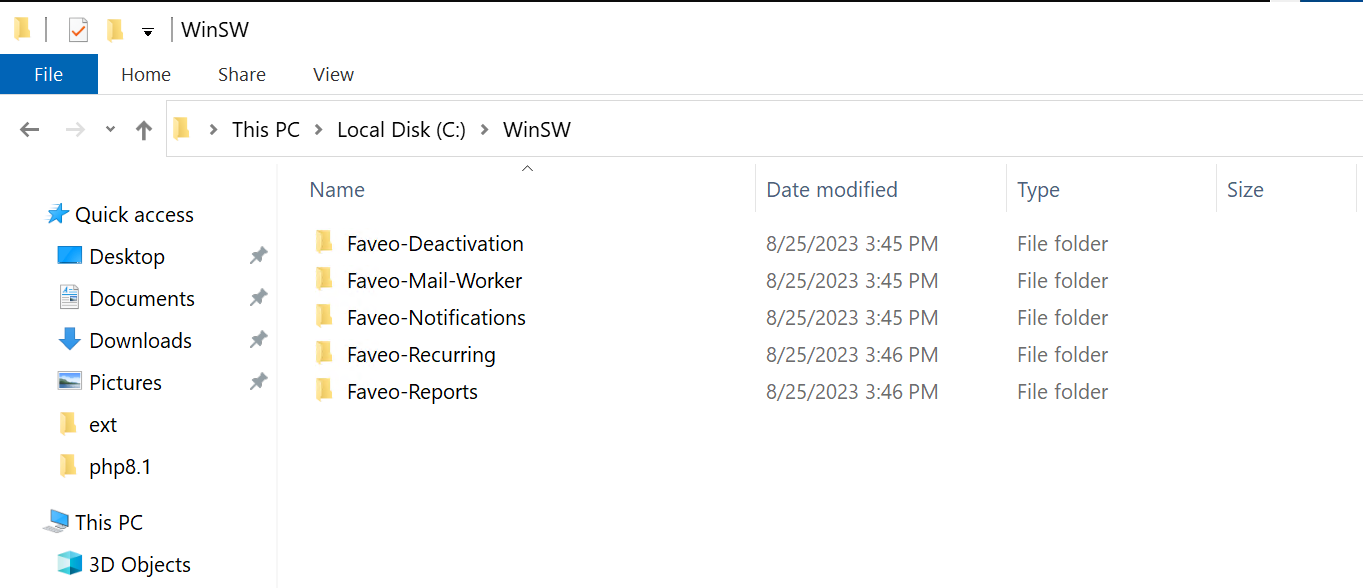 WinSW
File Home Share View
This PC Local Disk (C:) WinSW
Name Date modified Type Size
Quick access
Desktop
Documents
Downloads
Pictures
ext
php8.1
This PC
3D Objects
Faveo-Deactivation 8/25/2023 3:45 PM File folder
Faveo-Mail-Worker 8/25/2023 3:45 PM File folder
Faveo-Notifications 8/25/2023 3:45 PM File folder
Faveo-Recurring 8/25/2023 3:46 PM File folder
Faveo-Reports 8/25/2023 3:46 PM File folder